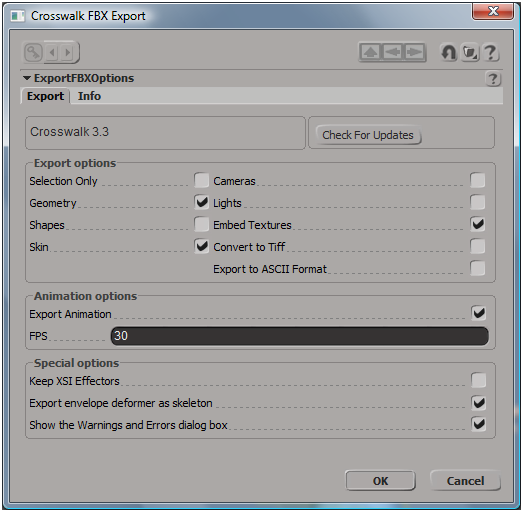 Crosswalk FBX Export
ExportFBXOptions
?
?
Export Info
Crosswalk 3.3 Check For Updates
Export options
Selection Only Cameras
Geometry Lights
Shapes Embed Textures
Skin Convert to Tiff
Export to ASCII Format
Animation options
Export Animation
FPS 30
Special options
Keep XSI Effectors
Export envelope deformer as skeleton
Show the Warnings and Errors dialog box
OK Cancel